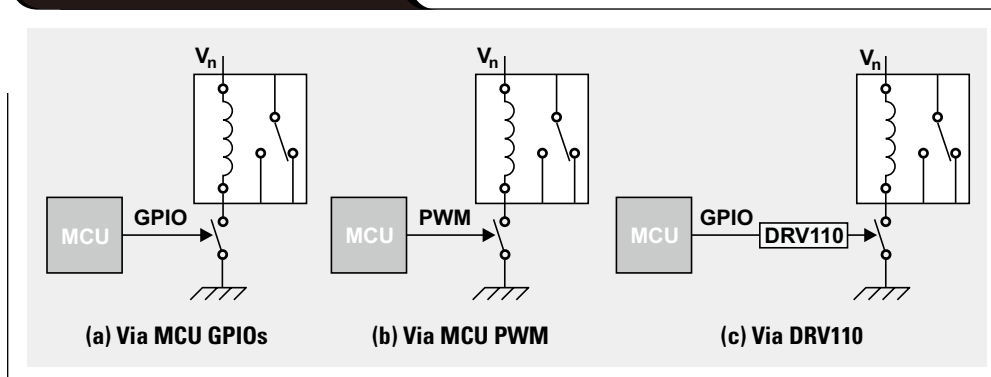 Vn
MCU
GPIO
(a) Via MCU GPIOs
Vn
MCU
PWM
(b) Via MCU PWM
Vn
MCU
GPIO
DRV110
(c) Via DRV110